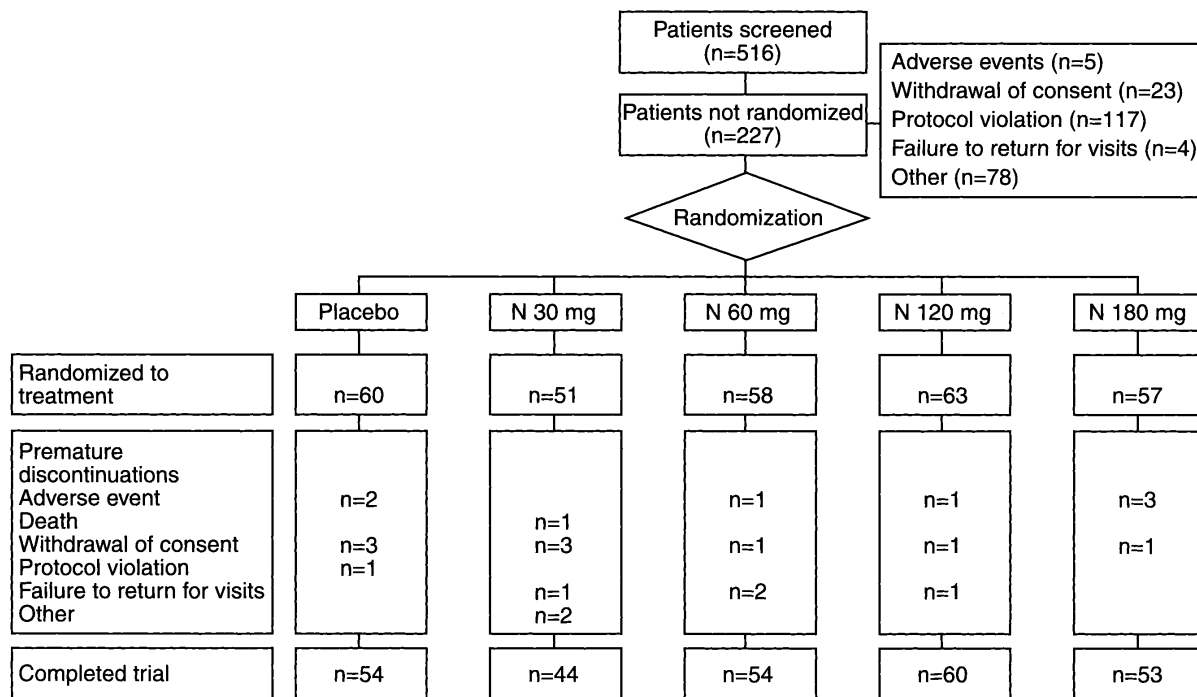 Patients screened
(n=516)
Adverse events (n=5)
Withdrawal of consent (n=23)
Protocol violation (n=117)
Failure to return for visits (n=4)
Other (n=78)
Patients not randomized
(n=227)
Randomization
Placebo N 30 mg N 60 mg N 120 mg N 180 mg
Randomized to
treatment n=60 n=51 n=58 n=63 n=57
Premature
discontinuations
Adverse event n=2 n=1 n=1 n=3
Death n=1
Withdrawal of consent n=3 n=3 n=1 n=1 n=1
Protocol violation n=1
Failure to return for visits n=1 n=2 n=1
Other n=2
Completed trial n=54 n=44 n=54 n=60 n=53